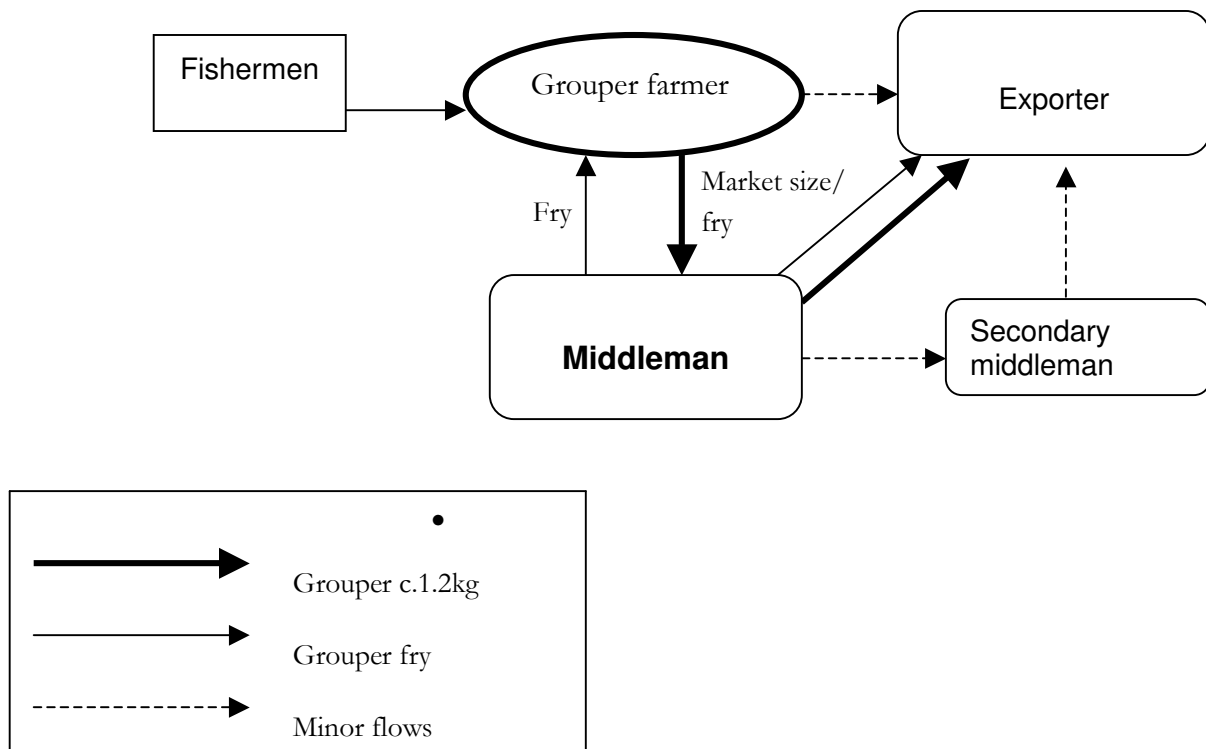 Fishermen
Grouper farmer
Exporter
Market size/
fry
Fry
Middleman
Secondary
middleman
•
Grouper c.1.2kg
Grouper fry
Minor flows